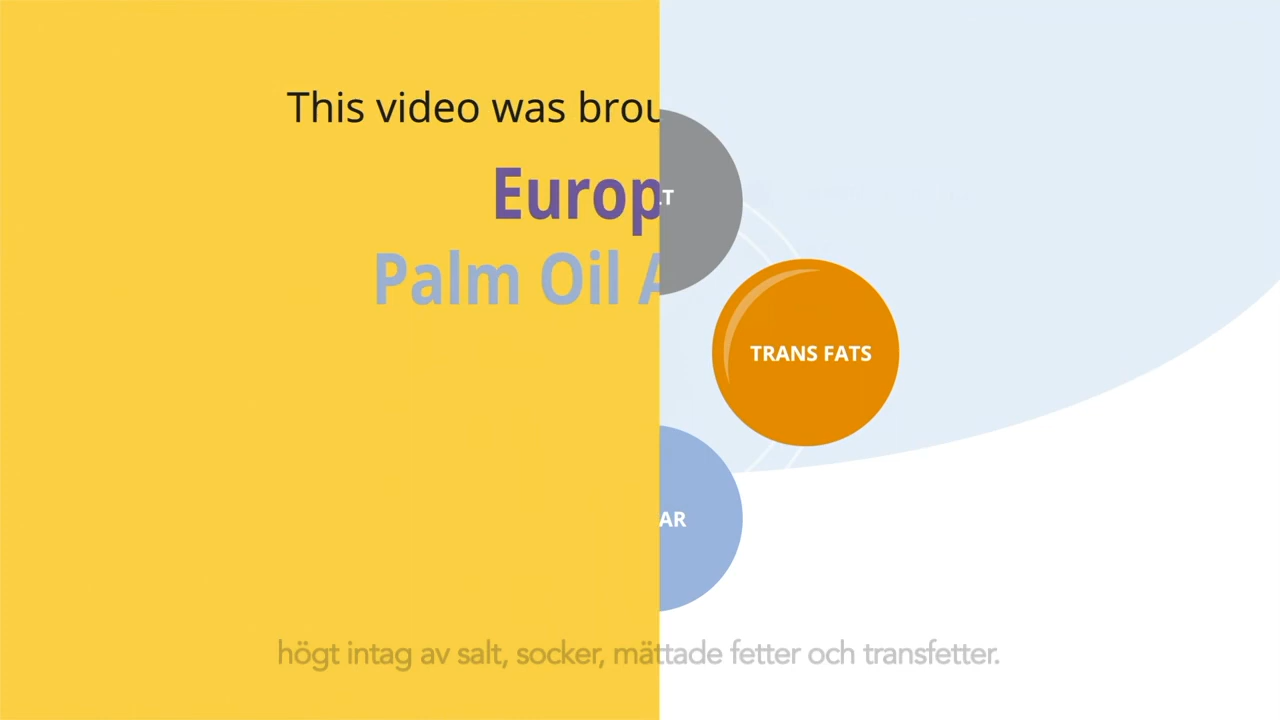 This video was brou
Europ
Palm Oil A
LT
TRANS FATS
AR
högt intag av salt, socker, mättade fetter och transfetter.